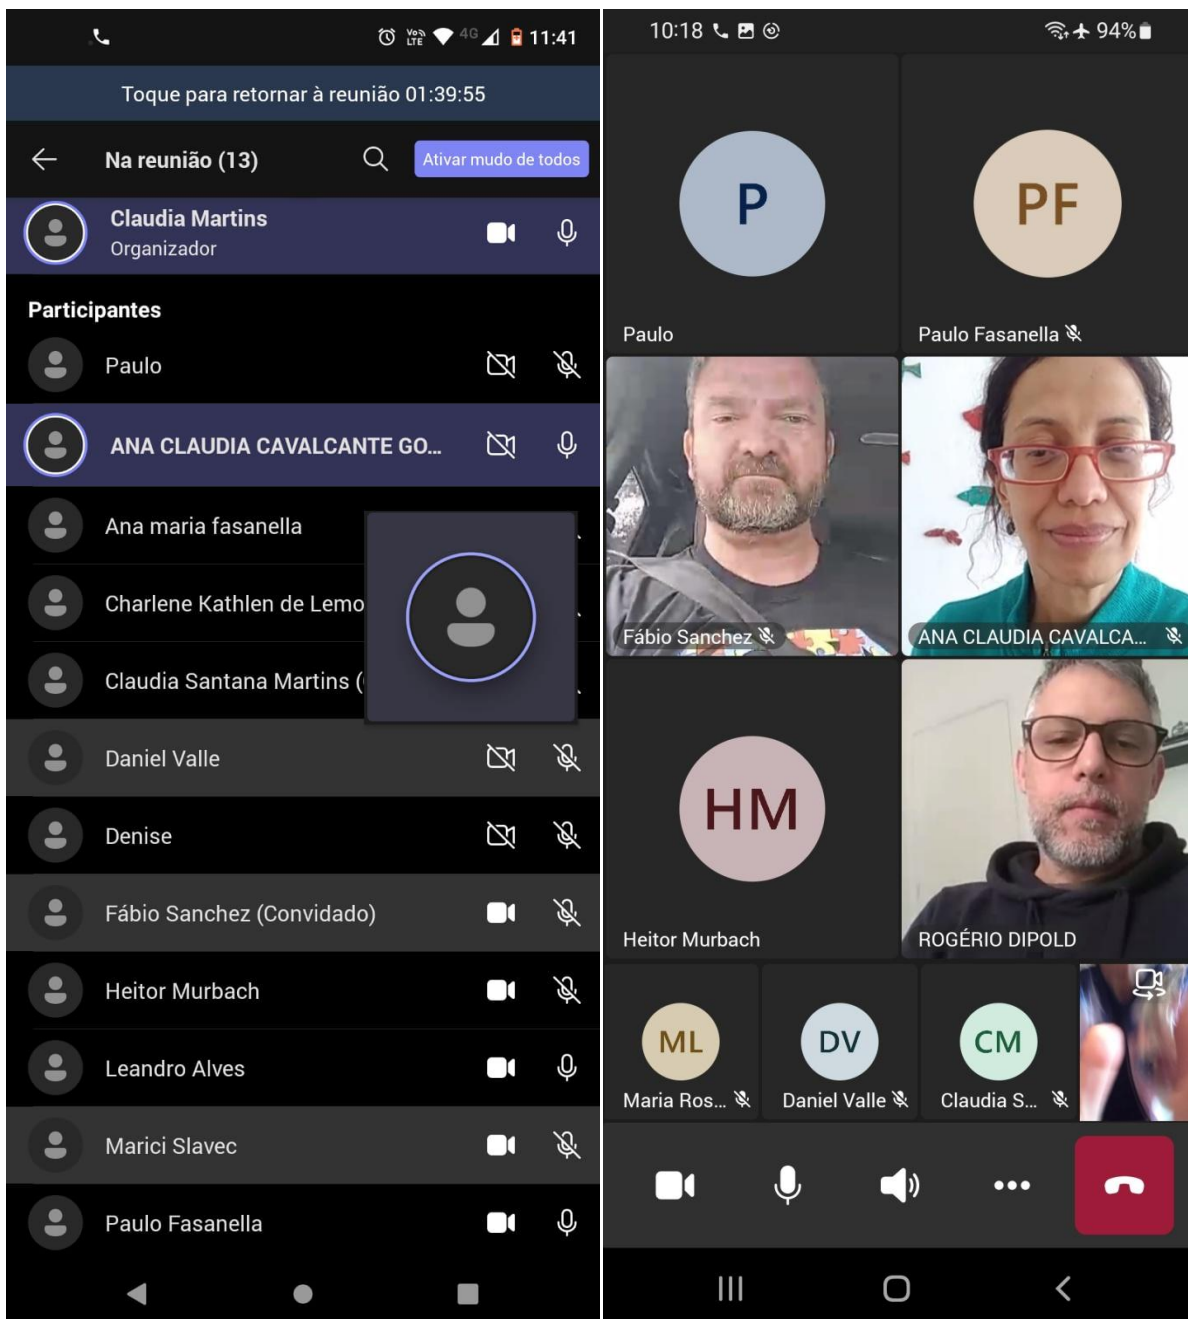 VoD LTE 4G 11:41
Toque para retornar à reunião 01:39:55
Na reunião (13)
Ativar mudo de todos
Claudia Martins
Organizador
Participantes
Paulo
ANA CLAUDIA CAVALCANTE GO...
Ana maria fasanella
Charlene Kathlen de Lemo
Claudia Santana Martins (
Daniel Valle
Denise
Fábio Sanchez (Convidado)
Heitor Murbach
Leandro Alves
Marici Slavec
Paulo Fasanella
10:18 94%
P
PF
Paulo
Paulo Fasanella
Fábio Sanchez
ANA CLAUDIA CAVALCA...
HM
Heitor Murbach
ROGÉRIO DIPOLD
ML
DV
CM
Maria Ros...
Daniel Valle
Claudia S...